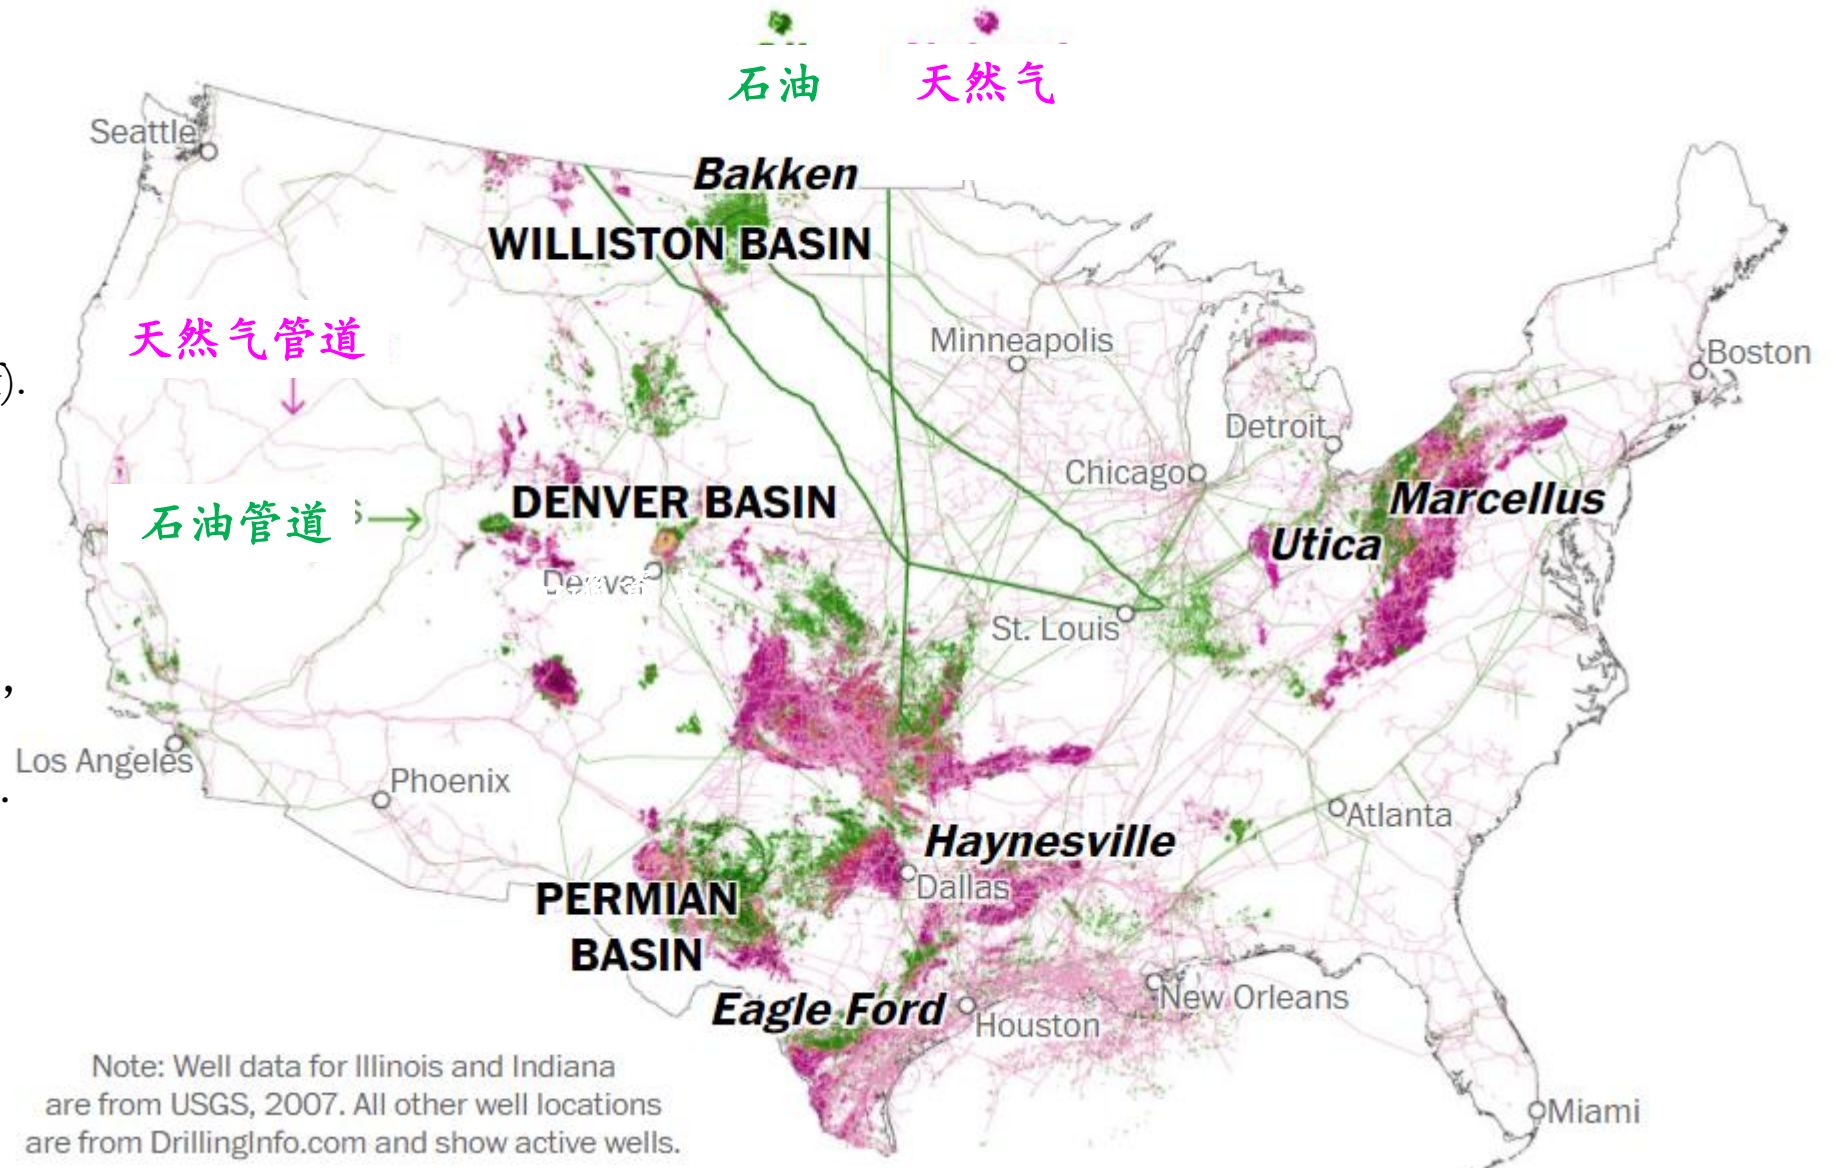 石油 天然气
Seattle
Bakken
WILLISTON BASIN
天然气管道
Minneapolis
Boston
).
Detroit
Chicago
DENVER BASIN
Marcellus
石油管道
Utica
St. Louis
,
Los Angeles
Phoenix
.
Atlanta
Haynesville
Dallas
PERMIAN
BASIN
Eagle Ford
New Orleans
Houston
Note: Well data for Illinois and Indiana
are from USGS, 2007. All other well locations
are from DrillingInfo.com and show active wells.
Miami